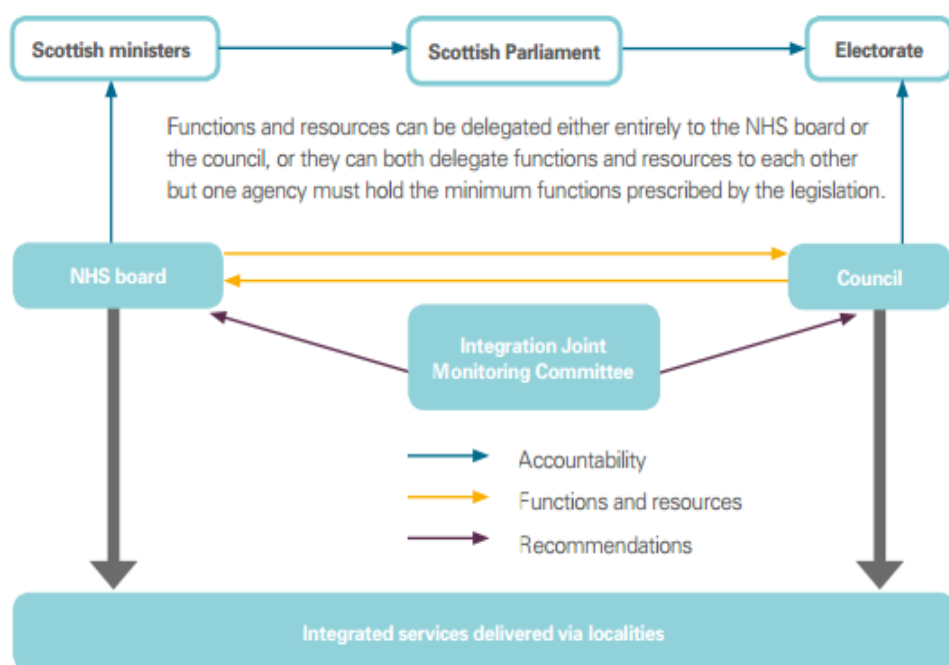 Scottish ministers
Scottish Parliament
Electorate
Functions and resources can be delegated either entirely to the NHS board or
the council, or they can both delegate functions and resources to each other
but one agency must hold the minimum functions prescribed by the legislation.
NHS board
Council
Integration Joint
Monitoring Committee
Accountability
Functions and resources
Recommendations
Integrated services delivered via localities